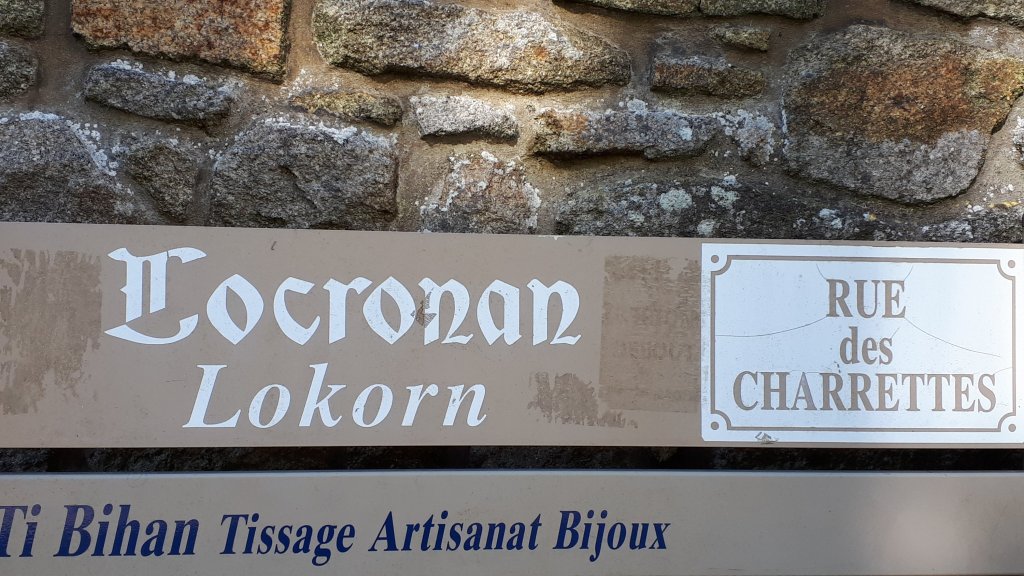 Locronan
Lokorn
RUE
des
CHARRETTES
Ti Bihan Tissage Artisanat Bijoux